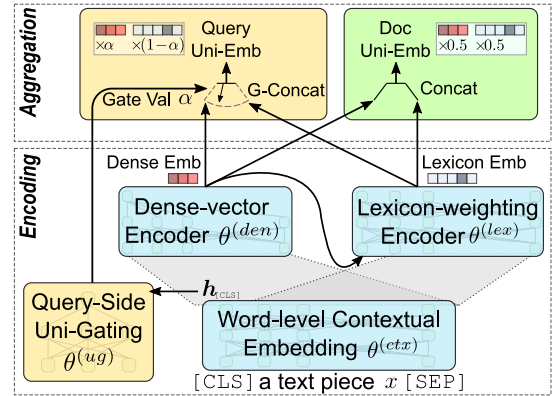 Aggregation
Query
Uni-Emb
×α ×(1−α)
Gate Val α
G-Concat
Doc
Uni-Emb
×0.5 ×0.5
Concat
Encoding
Dense Emb
Lexicon Emb
Dense-vector
Encoder θ^(den)
Lexicon-weighting
Encoder θ^(lex)
Query-Side
Uni-Gating
θ^(ug)
h_[CLS]
Word-level Contextual
Embedding θ^(ctx)
[CLS] a text piece x [SEP]